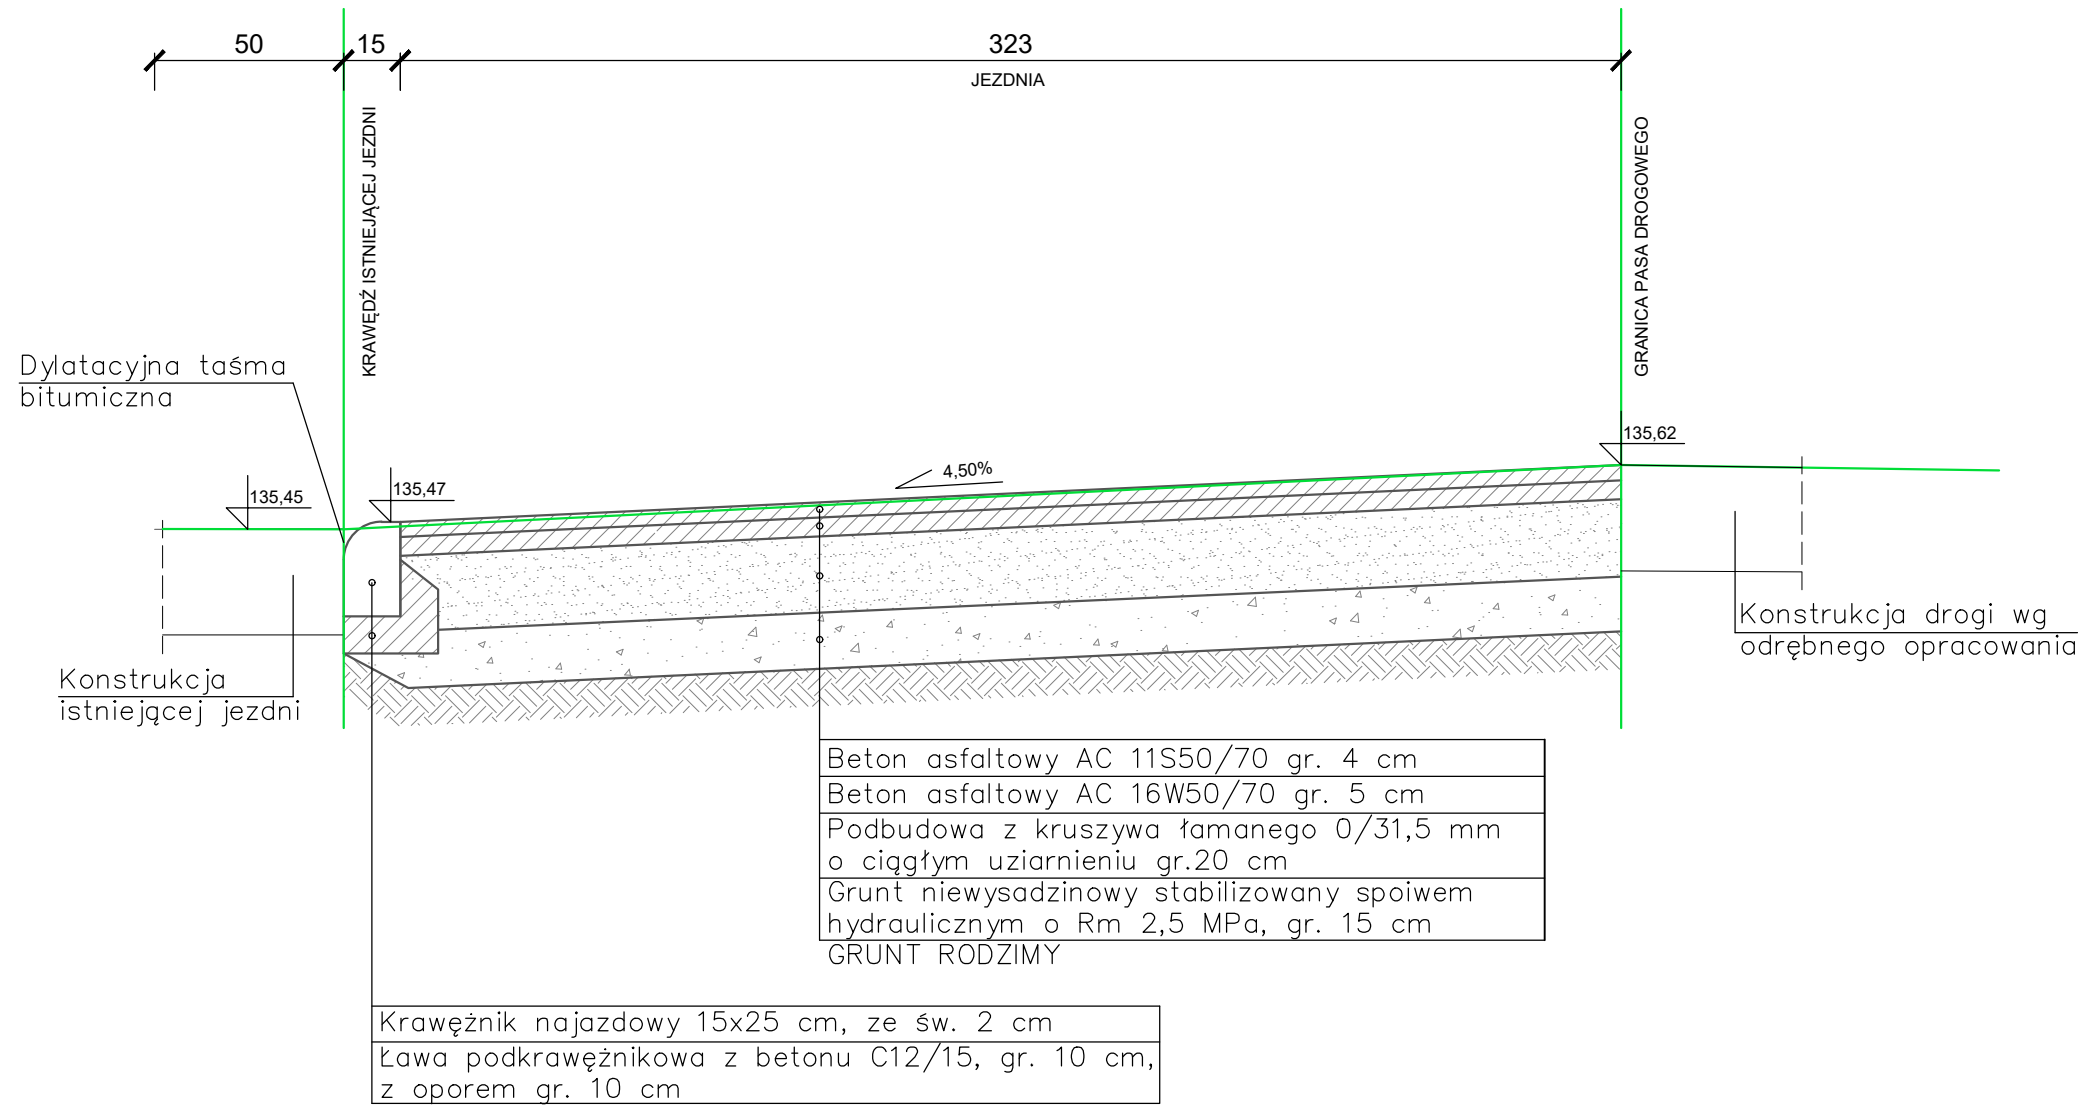 50
15
323
JEZDNIA
KRAWĘDŹ ISTNIEJĄCEJ JEZDNI
GRANICA PASA DROGOWEGO
Dylatacyjna taśma
bitumiczna
135,45
135,47
4,50%
135,62
Konstrukcja
istniejącej jezdni
Konstrukcja drogi wg
odrębnego opracowania
Beton asfaltowy AC 11S50/70 gr. 4 cm
Beton asfaltowy AC 16W50/70 gr. 5 cm
Podbudowa z kruszywa łamanego 0/31,5 mm
o ciągłym uziarnieniu gr.20 cm
Grunt niewysadzinowy stabilizowany spoiwem
hydraulicznym o Rm 2,5 MPa, gr. 15 cm
GRUNT RODZIMY
Krawężnik najazdowy 15x25 cm, ze św. 2 cm
Ława podkrawężnikowa z betonu C12/15, gr. 10 cm,
z oporem gr. 10 cm